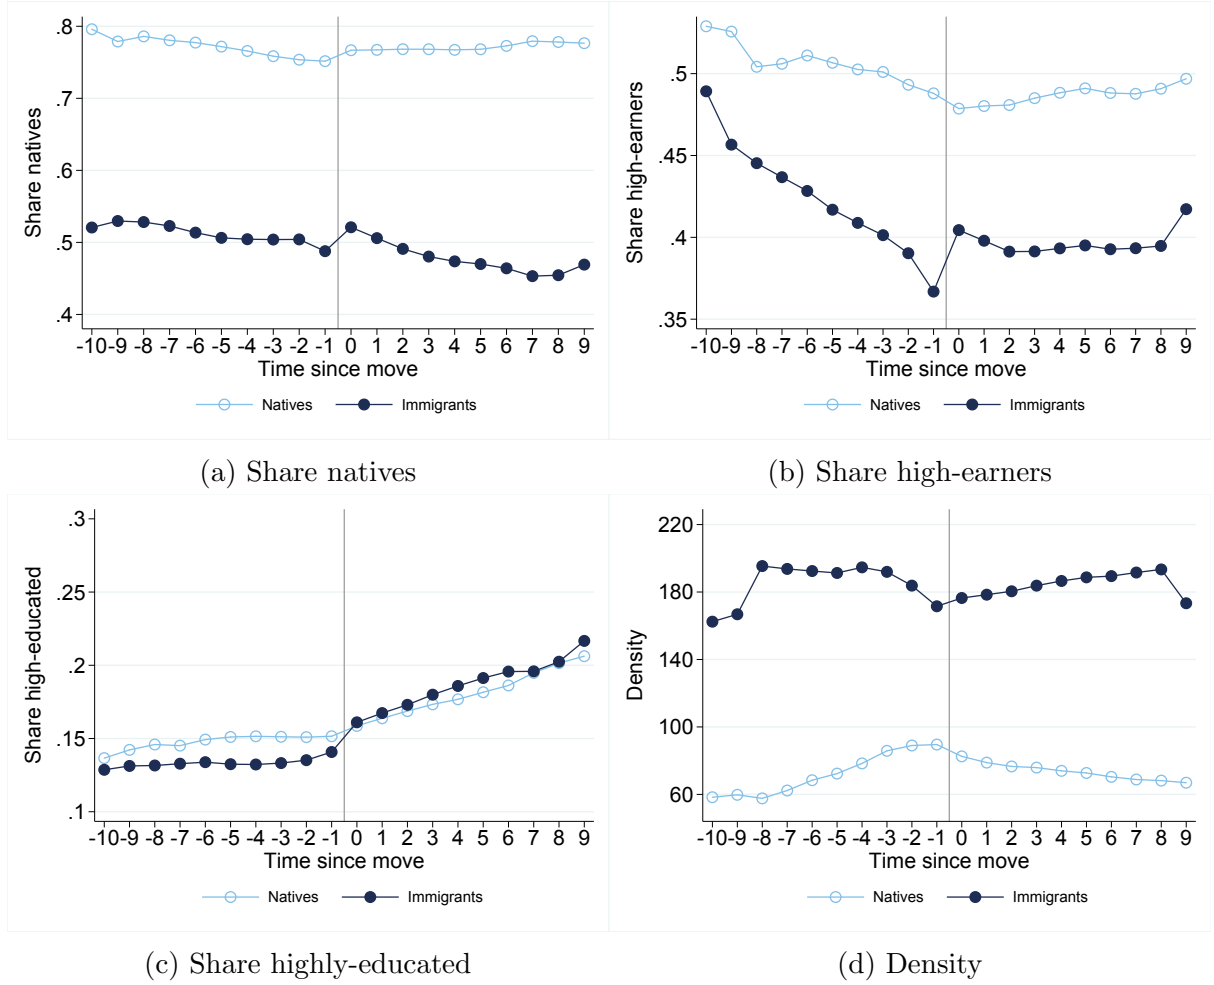 .8
.7
.6
.5
.4
Share natives
-10 -9 -8 -7 -6 -5 -4 -3 -2 -1 0 1 2 3 4 5 6 7 8 9
Time since move
Natives Immigrants
(a) Share natives
.5
.45
.4
.35
Share high-earners
-10 -9 -8 -7 -6 -5 -4 -3 -2 -1 0 1 2 3 4 5 6 7 8 9
Time since move
Natives Immigrants
(b) Share high-earners
.3
.25
.2
.15
.1
Share high-educated
-10 -9 -8 -7 -6 -5 -4 -3 -2 -1 0 1 2 3 4 5 6 7 8 9
Time since move
Natives Immigrants
(c) Share highly-educated
220
180
140
100
60
Density
-10 -9 -8 -7 -6 -5 -4 -3 -2 -1 0 1 2 3 4 5 6 7 8 9
Time since move
Natives Immigrants
(d) Density